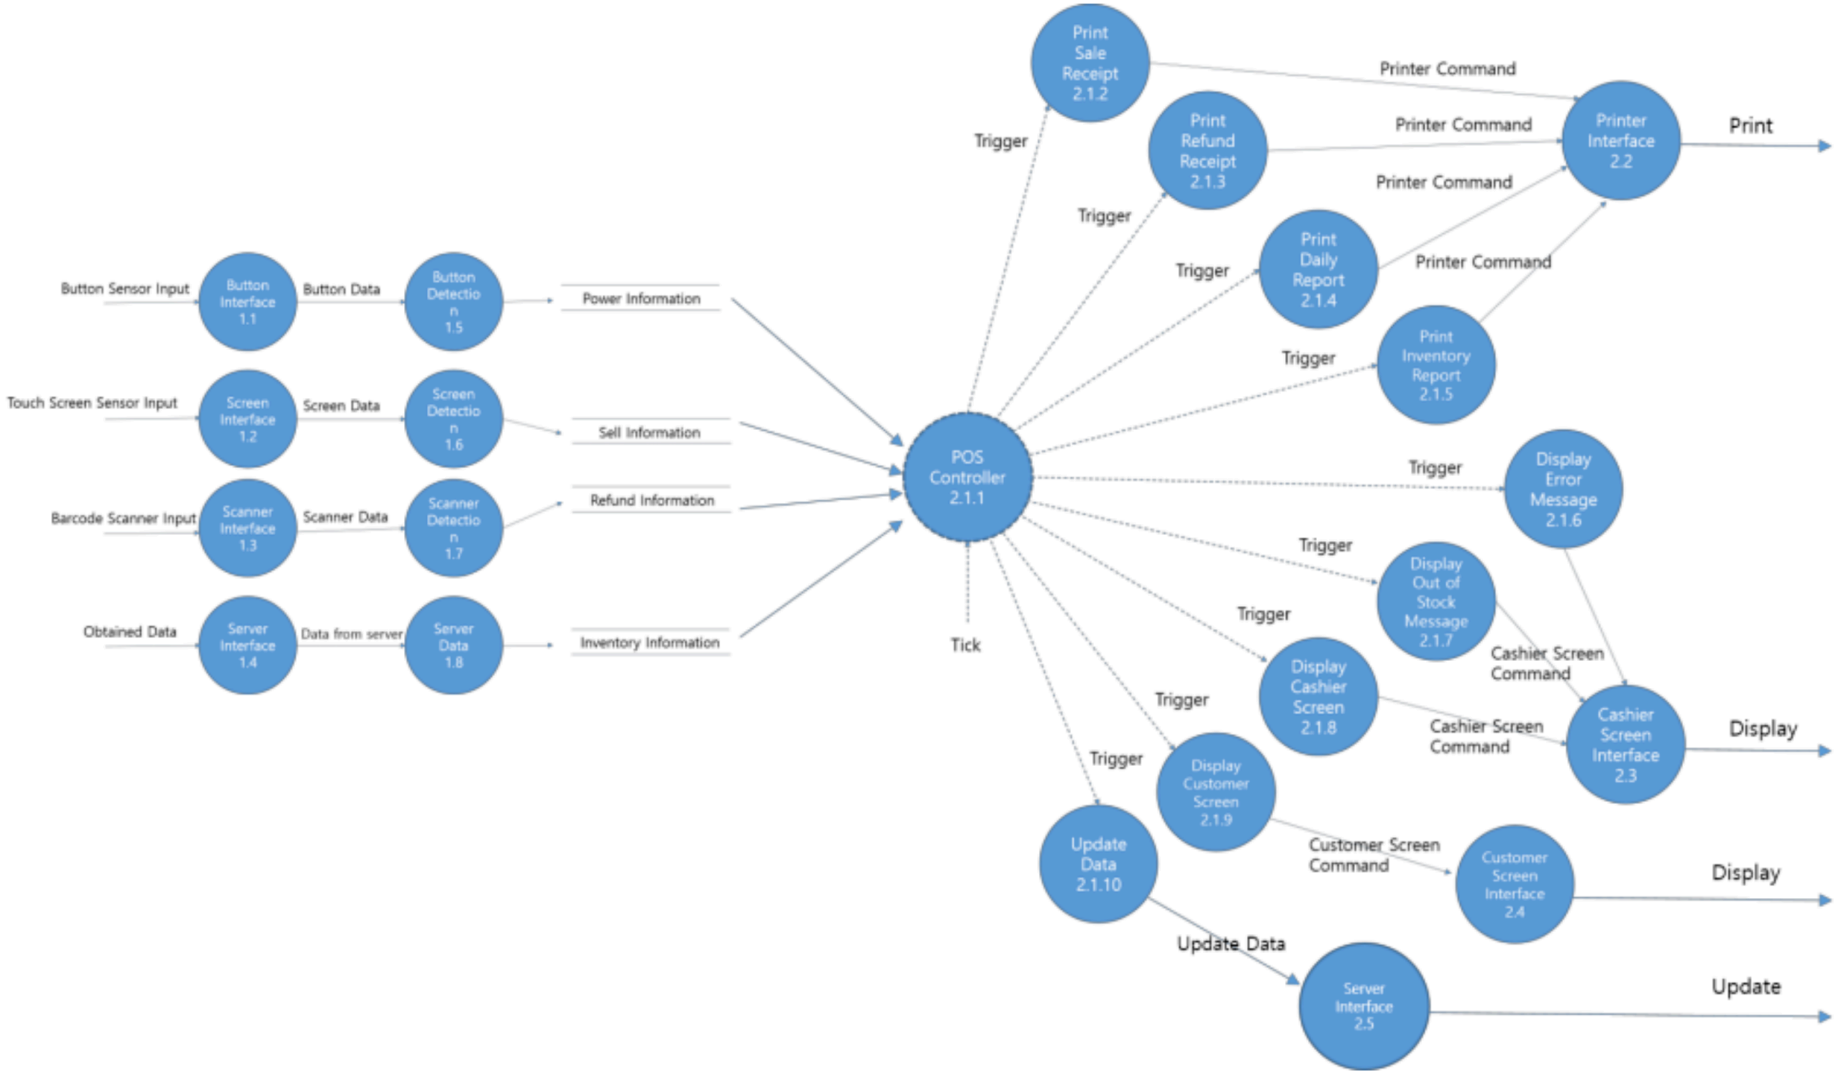 Button Sensor Input
Button
Interface
1.1
Button Data
Button
Detectio
n
1.5
Power Information
Touch Screen Sensor Input
Screen
Interface
1.2
Screen Data
Screen
Detectio
n
1.6
Sell Information
Barcode Scanner Input
Scanner
Interface
1.3
Scanner Data
Scanner
Detectio
n
1.7
Refund Information
Obtained Data
Server
Interface
1.4
Data from server
Server
Data
1.8
Inventory Information
POS
Controller
2.1.1
Tick
Trigger
Print
Sale
Receipt
2.1.2
Printer Command
Trigger
Print
Refund
Receipt
2.1.3
Printer Command
Trigger
Print
Daily
Report
2.1.4
Printer Command
Trigger
Print
Inventory
Report
2.1.5
Printer Command
Printer
Interface
2.2
Print
Trigger
Display
Error
Message
2.1.6
Trigger
Display
Out of
Stock
Message
2.1.7
Cashier Screen
Command
Trigger
Display
Cashier
Screen
2.1.8
Cashier Screen
Command
Cashier
Screen
Interface
2.3
Display
Trigger
Display
Customer
Screen
2.1.9
Customer Screen
Command
Customer
Screen
Interface
2.4
Display
Trigger
Update
Data
2.1.10
Update Data
Server
Interface
2.5
Update